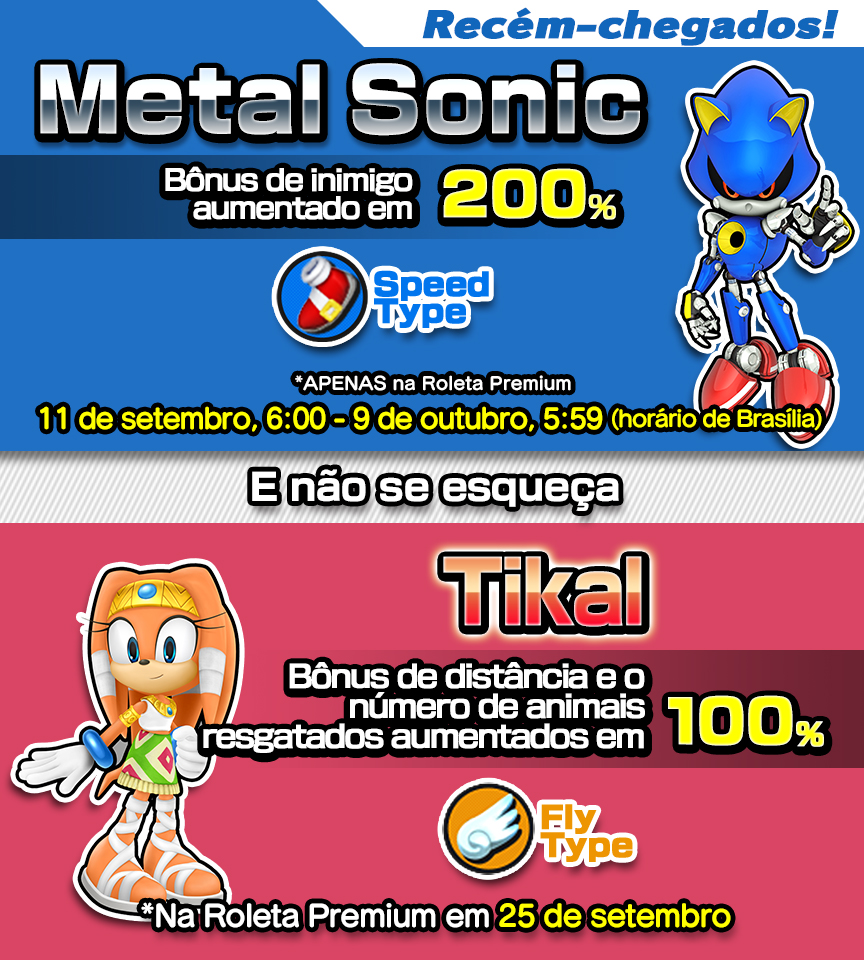 Recém-chegados!
Metal Sonic
Bônus de inimigo
aumentado em 200%
Speed
Type
*APENAS na Roleta Premium
11 de setembro, 6:00 - 9 de outubro, 5:59 (horário de Brasília)
E não se esqueça
Tikal
Bônus de distância e o
número de animais
resgatados aumentados em 100%
Fly
Type
*Na Roleta Premium em 25 de setembro